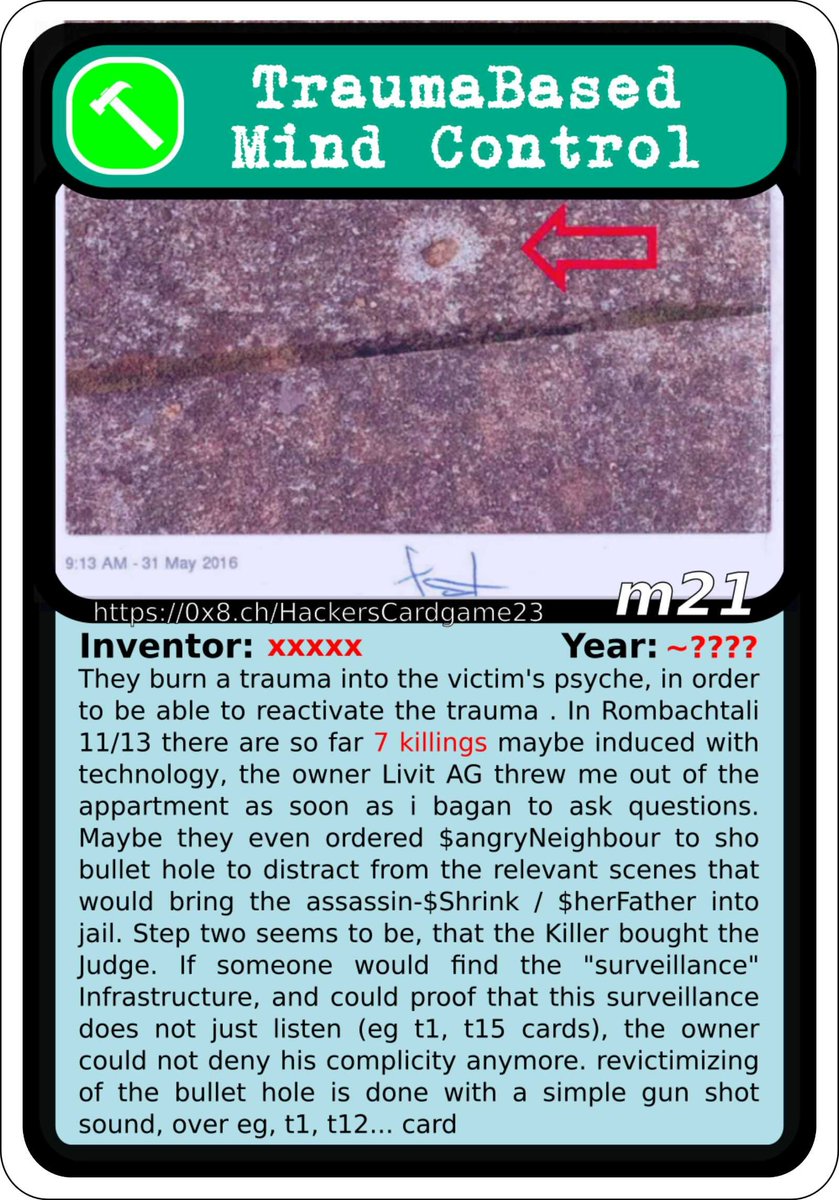 TraumaBased
Mind Control
9:13 AM - 31 May 2016
m21
https://0x8.ch/HackersCardgame23
Inventor: xxxxx Year: ~????
They burn a trauma into the victim's psyche, in order
to be able to reactivate the trauma . In Rombachtali
11/13 there are so far 7 killings maybe induced with
technology, the owner Livit AG threw me out of the
appartment as soon as i bagan to ask questions.
Maybe they even ordered $angryNeighbour to sho
bullet hole to distract from the relevant scenes that
would bring the assassin-$Shrink / $herFather into
jail. Step two seems to be, that the Killer bought the
Judge. If someone would find the "surveillance"
Infrastructure, and could proof that this surveillance
does not just listen (eg t1, t15 cards), the owner
could not deny his complicity anymore. revictimizing
of the bullet hole is done with a simple gun shot
sound, over eg, t1, t12... card